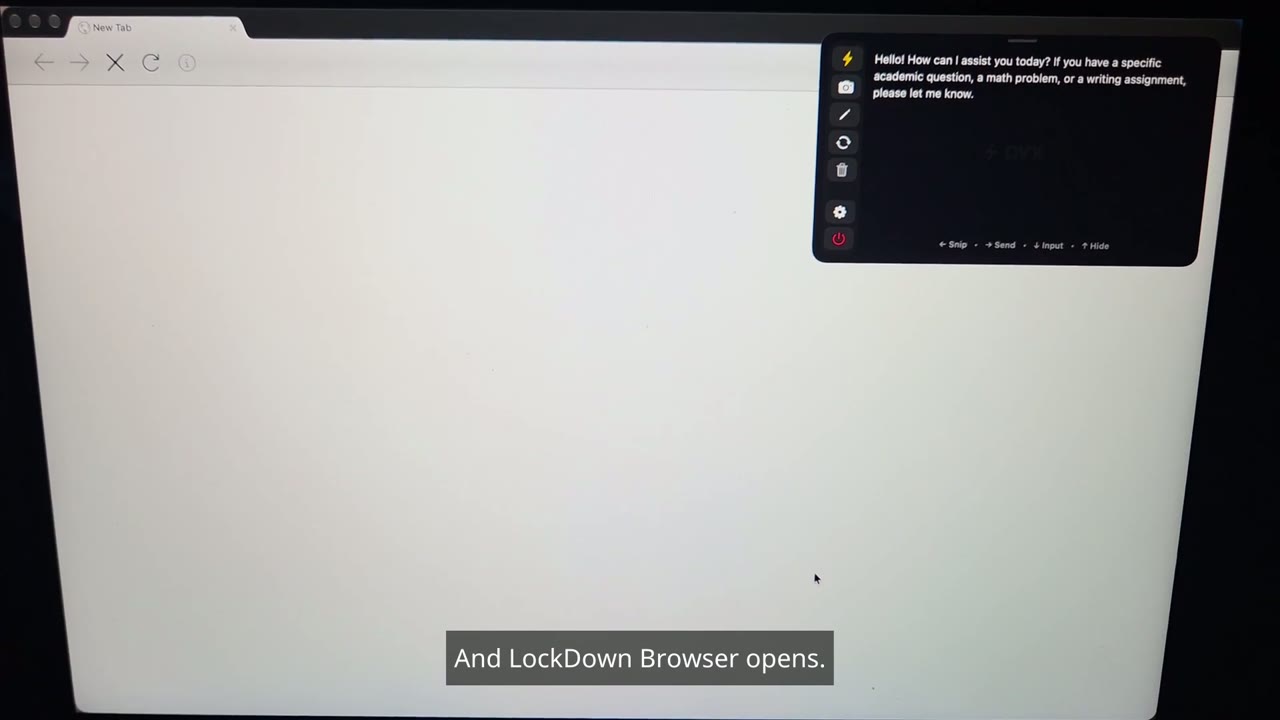 New Tab
Hello! How can I assist you today? If you have a specific
academic question, a math problem, or a writing assignment,
please let me know.
← Snip • → Send • ↓ Input • ↑ Hide
And LockDown Browser opens.